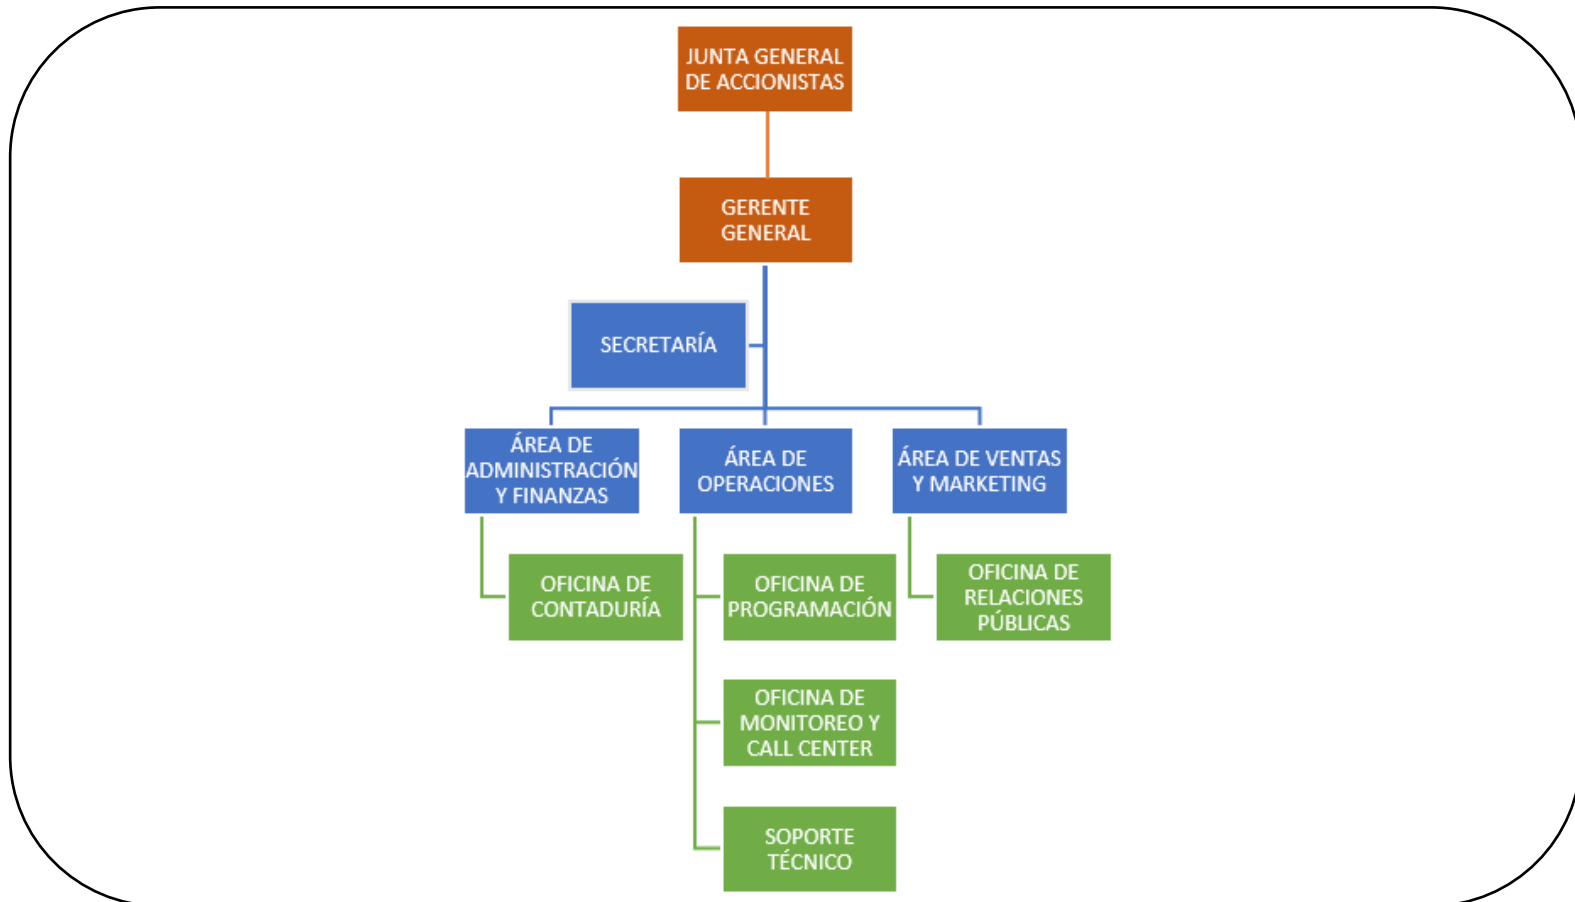 JUNTA GENERAL
DE ACCIONISTAS
GERENTE
GENERAL
SECRETARÍA
ÁREA DE
ADMINISTRACIÓN
Y FINANZAS
ÁREA DE
OPERACIONES
ÁREA DE VENTAS
Y MARKETING
OFICINA DE
CONTADURÍA
OFICINA DE
PROGRAMACIÓN
OFICINA DE
RELACIONES
PÚBLICAS
OFICINA DE
MONITOREO Y
CALL CENTER
SOPORTE
TÉCNICO